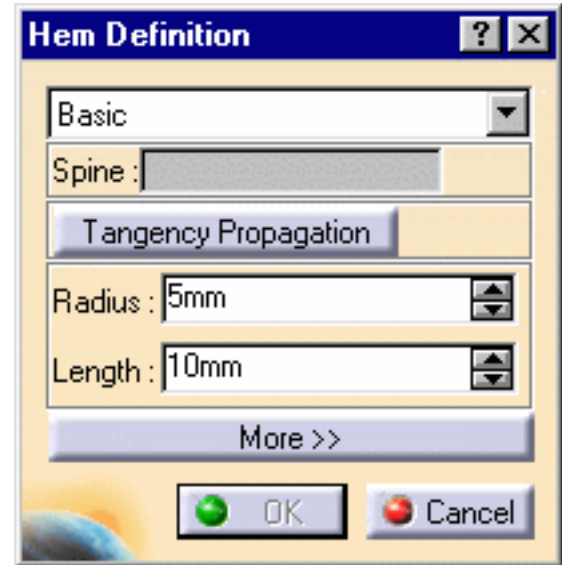 Hem Definition ? X
Basic
Spine :
Tangency Propagation
Radius : 5mm
Length : 10mm
More >>
OK Cancel